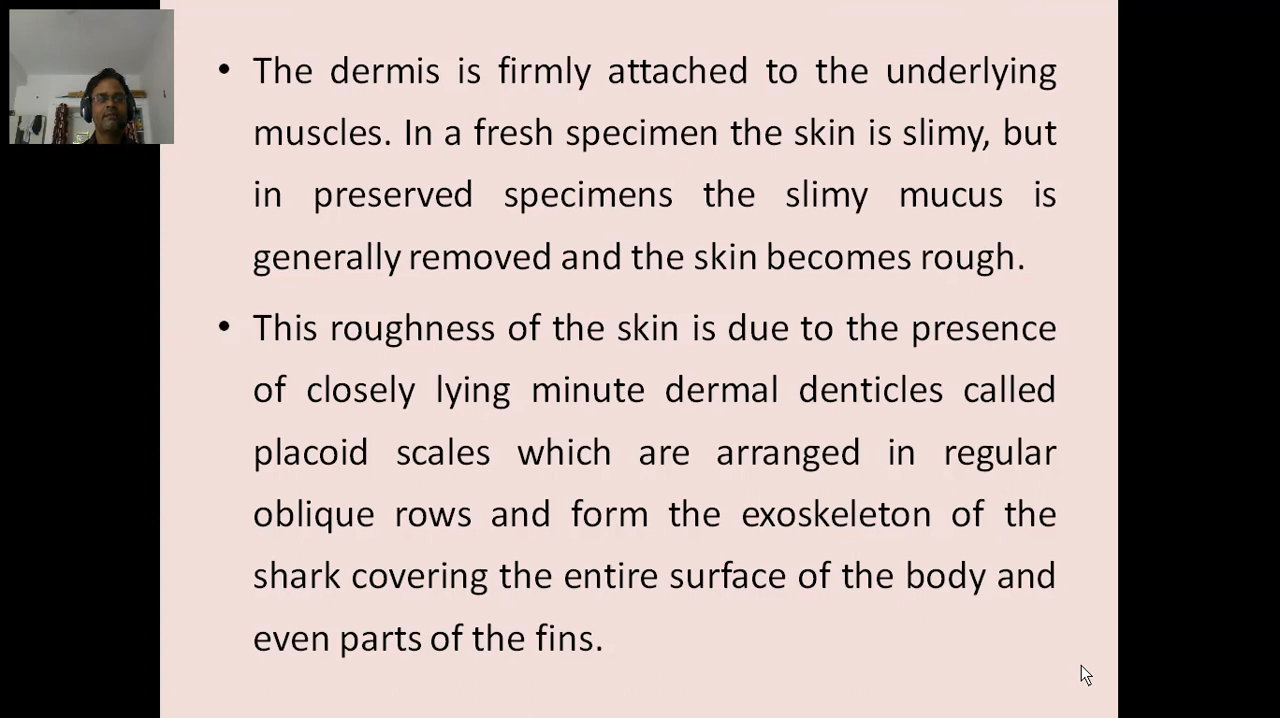 • The dermis is firmly attached to the underlying
muscles. In a fresh specimen the skin is slimy, but
in preserved specimens the slimy mucus is
generally removed and the skin becomes rough.
• This roughness of the skin is due to the presence
of closely lying minute dermal denticles called
placoid scales which are arranged in regular
oblique rows and form the exoskeleton of the
shark covering the entire surface of the body and
even parts of the fins.